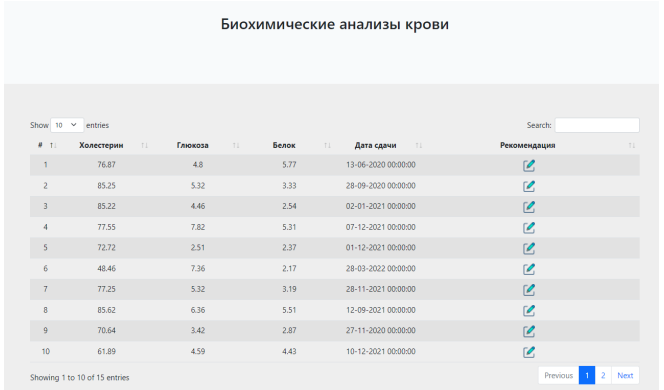 Биохимические анализы крови
Show 10 entries Search:
# Холестерин Глюкоза Белок Дата сдачи Рекомендация
1 76.87 4.8 5.77 13-06-2020 00:00:00
2 85.25 5.32 3.33 28-09-2020 00:00:00
3 85.22 4.46 2.54 02-01-2021 00:00:00
4 77.55 7.82 5.31 07-12-2021 00:00:00
5 72.72 2.51 2.37 01-12-2021 00:00:00
6 48.46 7.36 2.17 28-03-2022 00:00:00
7 77.25 5.32 3.19 28-11-2021 00:00:00
8 85.62 6.36 5.51 12-09-2021 00:00:00
9 70.64 3.42 2.87 27-11-2020 00:00:00
10 61.89 4.59 4.43 10-12-2021 00:00:00
Showing 1 to 10 of 15 entries Previous 1 2 Next